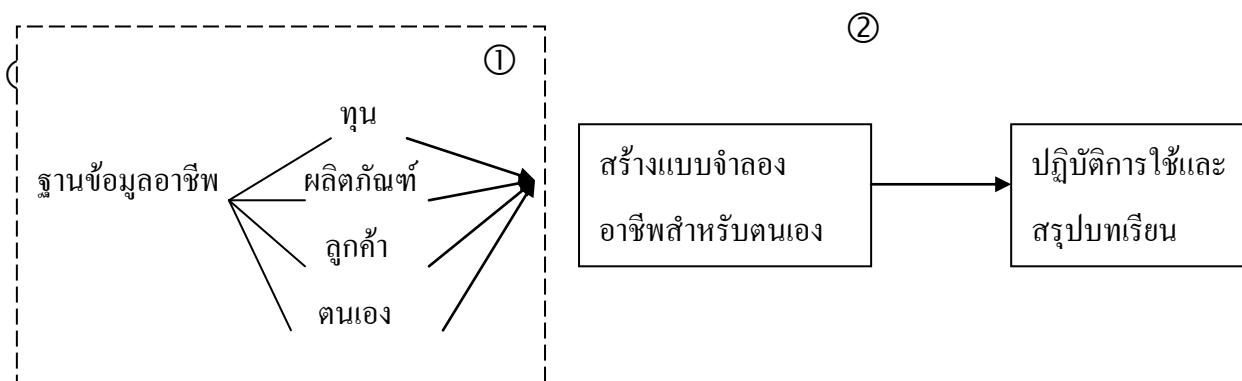 ①
②
ทุน
ฐานข้อมูลอาชีพ
ผลิตภัณฑ์
ลูกค้า
ตนเอง
สร้างแบบจำลอง
อาชีพสำหรับตนเอง
ปฏิบัติการใช้และ
สรุปบทเรียน